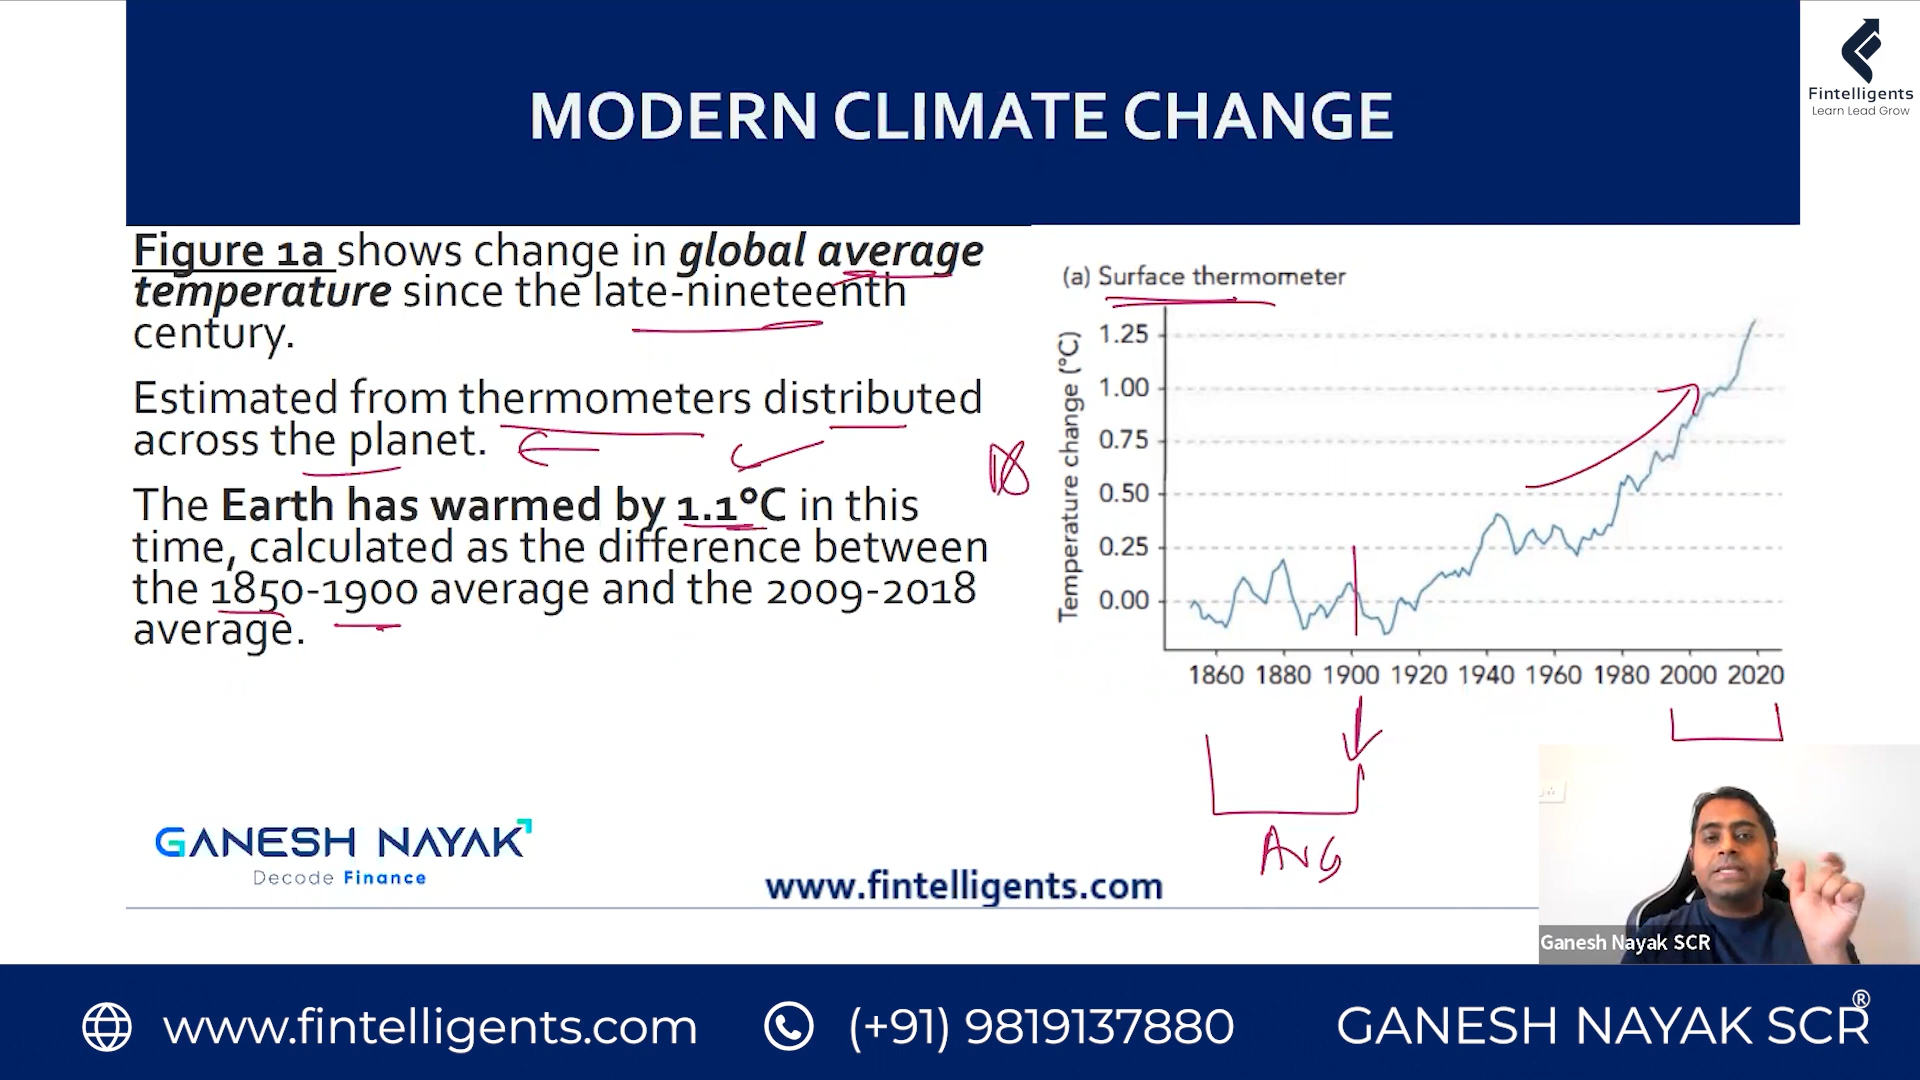 MODERN CLIMATE CHANGE
Fintelligents
Learn Lead Grow
Figure 1a shows change in global average
temperature since the late-nineteenth
century.
Estimated from thermometers distributed
across the planet.
The Earth has warmed by 1.1°C in this
time, calculated as the difference between
the 1850-1900 average and the 2009-2018
average.
(a) Surface thermometer
Temperature change (°C)
1.25
1.00
0.75
0.50
0.25
0.00
1860 1880 1900 1920 1940 1960 1980 2000 2020
Avg
GANESH NAYAK
Decode Finance
www.fintelligents.com
Ganesh Nayak SCR
www.fintelligents.com
(+91) 9819137880
GANESH NAYAK SCR®